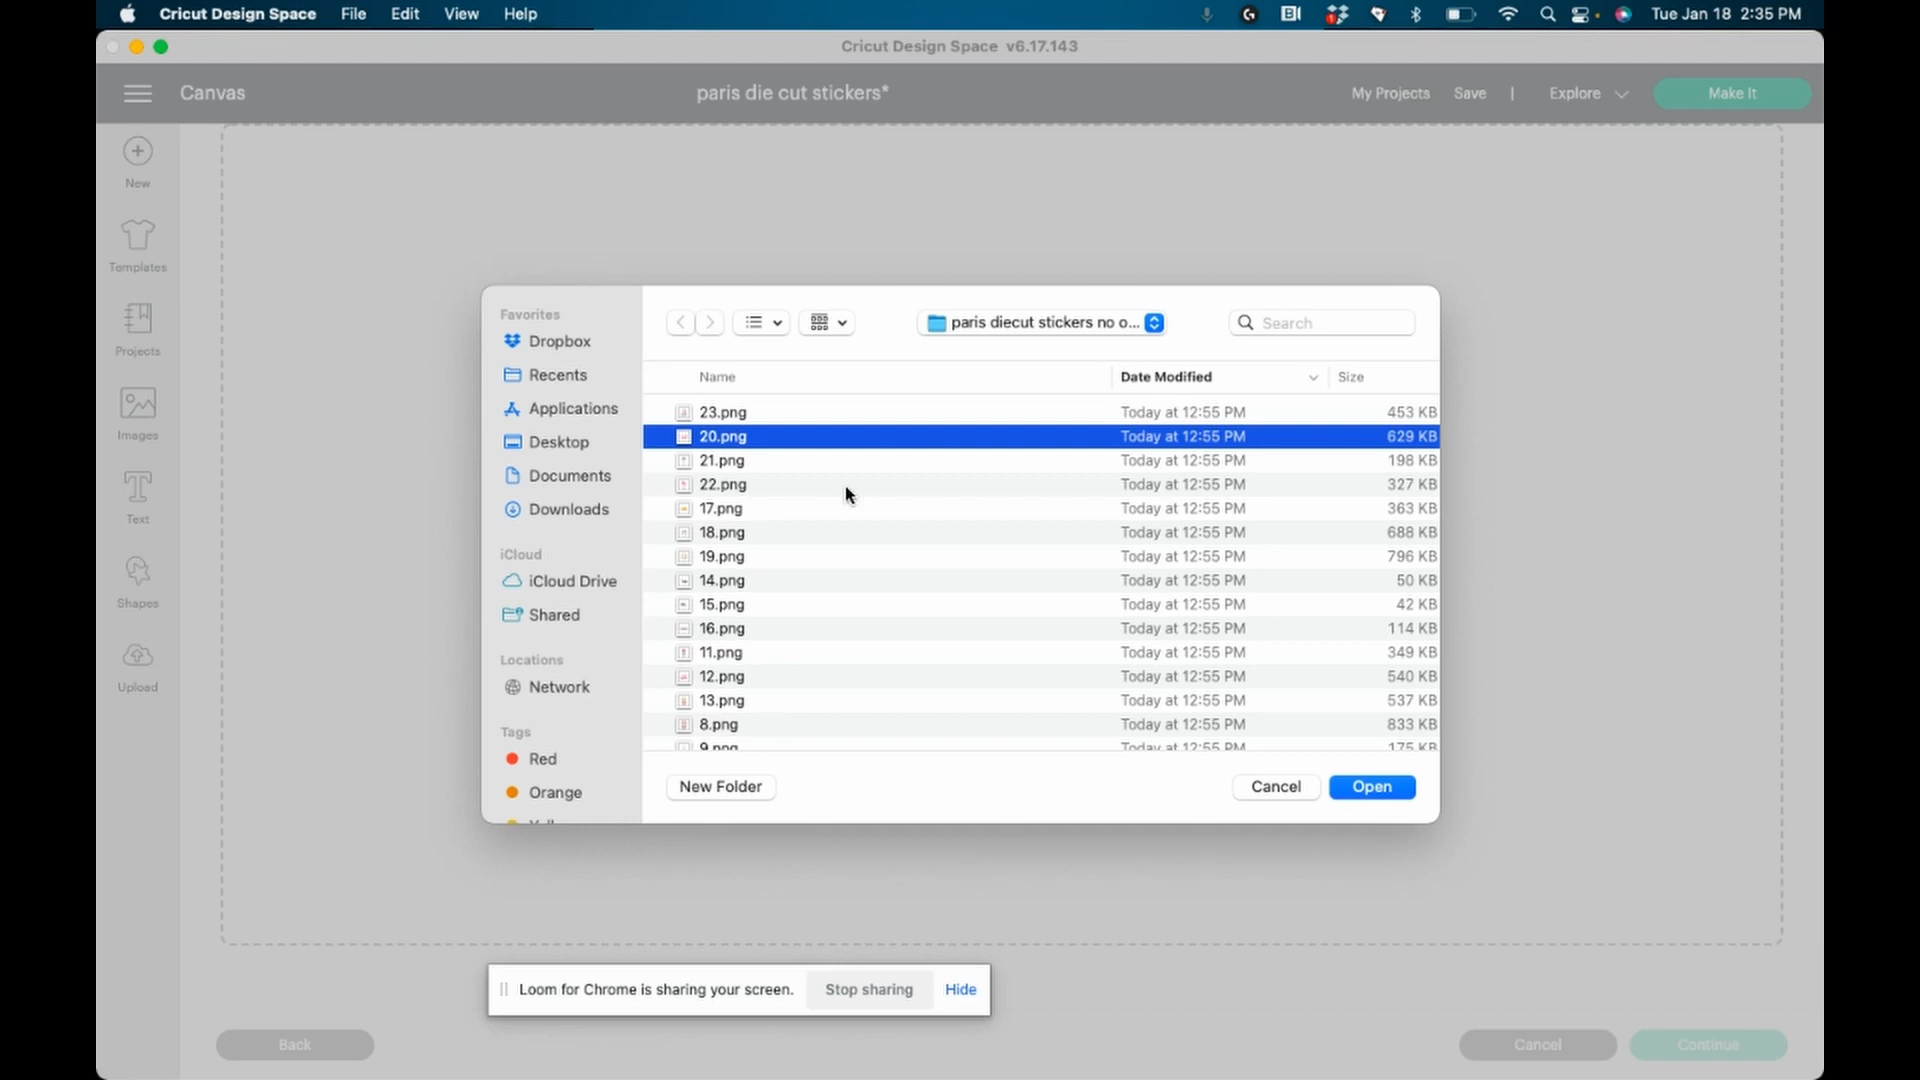 Cricut Design Space File Edit View Help Tue Jan 18 2:35 PM
Cricut Design Space v6.17.143
Canvas paris die cut stickers* My Projects Save | Explore Make It
New
Templates
Projects
Images
Text
Shapes
Upload
Favorites
Dropbox
Recents
Applications
Desktop
Documents
Downloads
iCloud
iCloud Drive
Shared
Locations
Network
Tags
Red
Orange
paris diecut stickers no o... Search
Name Date Modified Size
23.png Today at 12:55 PM 453 KB
20.png Today at 12:55 PM 629 KB
21.png Today at 12:55 PM 198 KB
22.png Today at 12:55 PM 327 KB
17.png Today at 12:55 PM 363 KB
18.png Today at 12:55 PM 688 KB
19.png Today at 12:55 PM 796 KB
14.png Today at 12:55 PM 50 KB
15.png Today at 12:55 PM 42 KB
16.png Today at 12:55 PM 114 KB
11.png Today at 12:55 PM 349 KB
12.png Today at 12:55 PM 540 KB
13.png Today at 12:55 PM 537 KB
8.png Today at 12:55 PM 833 KB
9.png Today at 12:55 PM 175 KB
New Folder Cancel Open
Loom for Chrome is sharing your screen. Stop sharing Hide
Back Cancel Continue